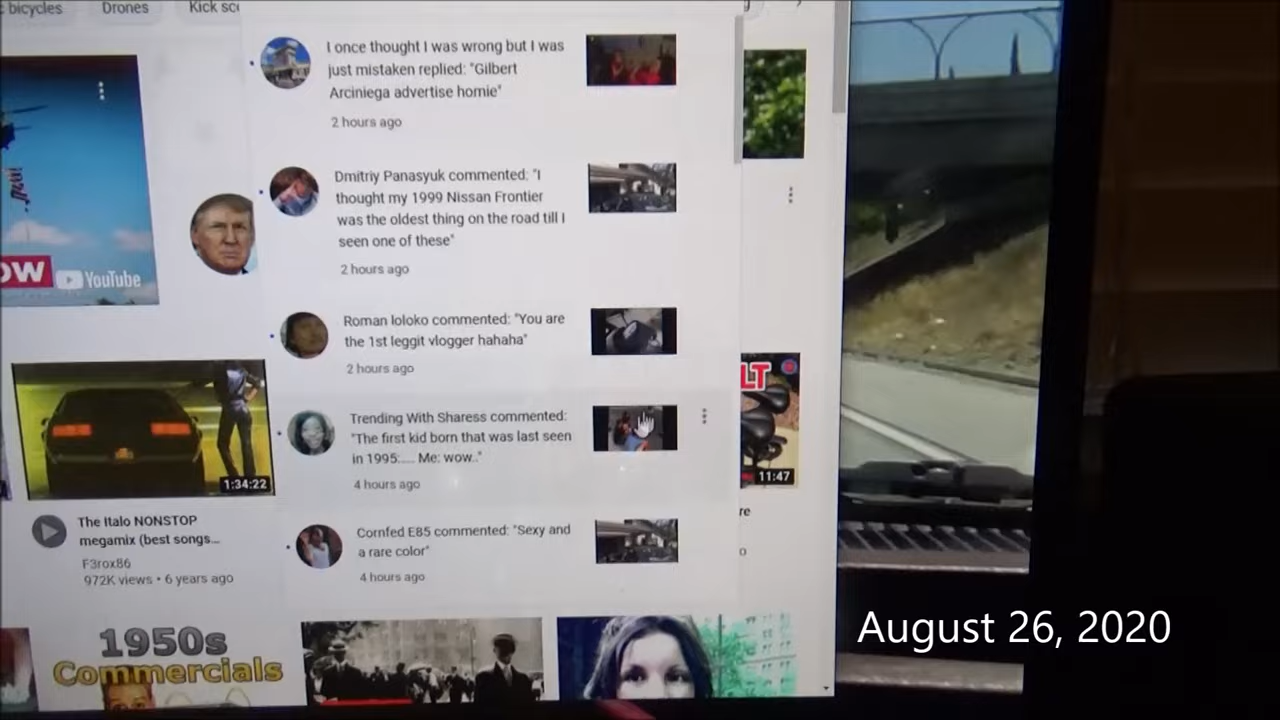 bicycles
Drones
Kick sc
I once thought I was wrong but I was
just mistaken replied: "Gilbert
Arciniega advertise homie"
2 hours ago
Dmitriy Panasyuk commented: "I
thought my 1999 Nissan Frontier
was the oldest thing on the road till I
seen one of these"
2 hours ago
OW
YouTube
Roman loloko commented: "You are
the 1st leggit vlogger hahaha"
2 hours ago
Trending With Sharess commented:
"The first kid born that was last seen
in 1995:.... Me: wow.."
4 hours ago
LT
11:47
re
o
1:34:22
The Italo NONSTOP
megamix (best songs...
F3rox86
972K views • 6 years ago
Cornfed E85 commented: "Sexy and
a rare color"
4 hours ago
1950s
Commercials
August 26, 2020